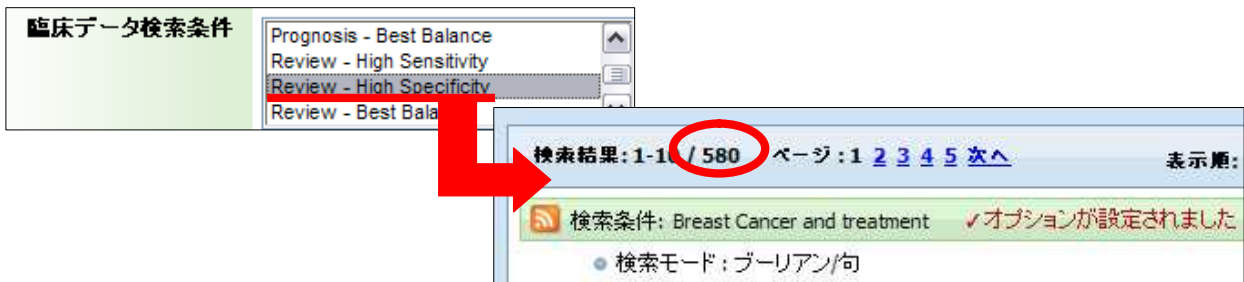 臨床データ検索条件
Prognosis - Best Balance
Review - High Sensitivity
Review - High Specificity
Review - Best Bala
検索結果: 1-10 / 580 ページ: 1 2 3 4 5 次へ 表示順:
検索条件: Breast Cancer and treatment ✓オプションが設定されました
検索モード: ブーリアン/句